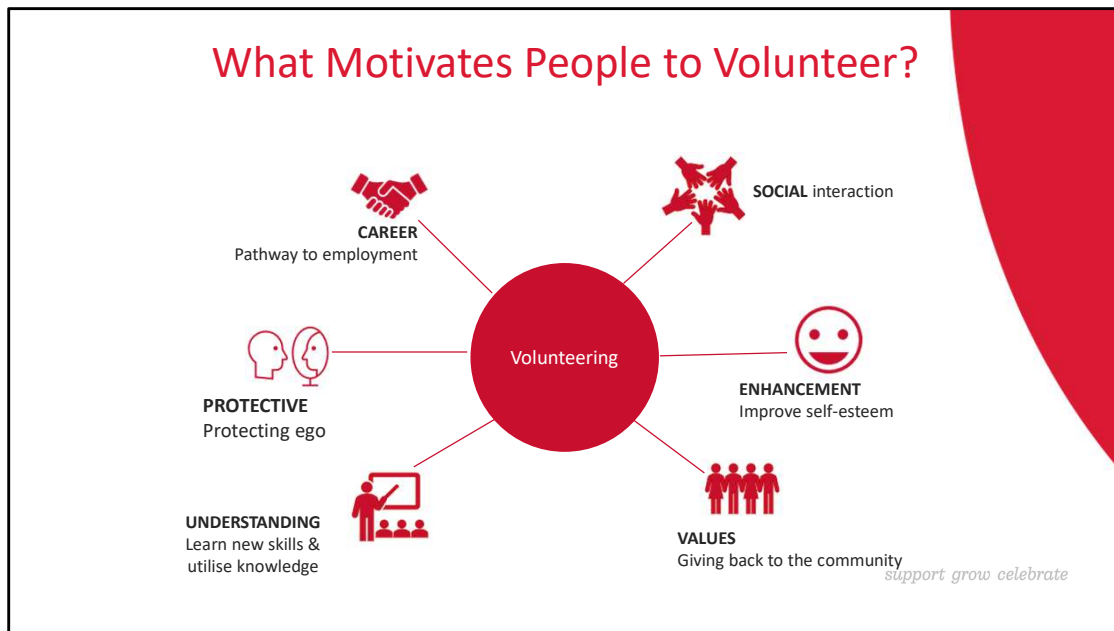 What Motivates People to Volunteer?
CAREER
Pathway to employment
SOCIAL interaction
PROTECTIVE
Protecting ego
Volunteering
ENHANCEMENT
Improve self-esteem
UNDERSTANDING
Learn new skills &
utilise knowledge
VALUES
Giving back to the community
support grow celebrate